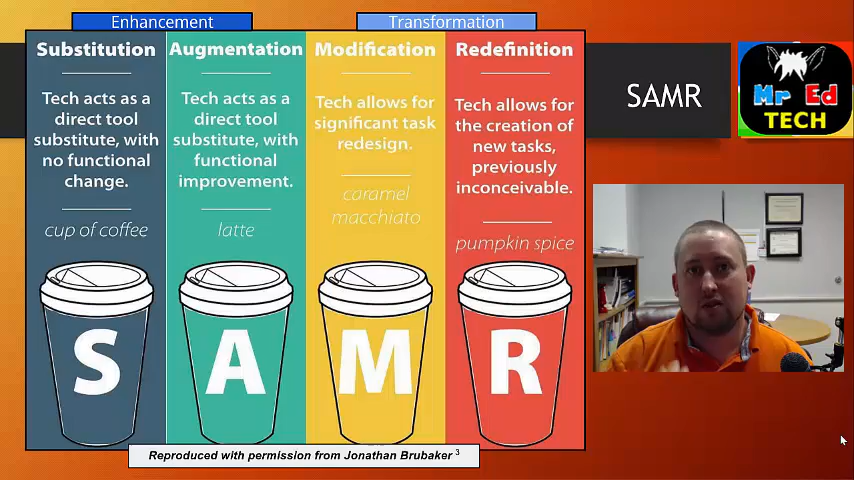 Enhancement
Transformation
Substitution
Tech acts as a
direct tool
substitute, with
no functional
change.
cup of coffee
S
Augmentation
Tech acts as a
direct tool
substitute, with
functional
improvement.
latte
A
Modification
Tech allows for
significant task
redesign.
caramel
macchiato
M
Redefinition
Tech allows for
the creation of
new tasks,
previously
inconceivable.
pumpkin spice
R
Reproduced with permission from Jonathan Brubaker 3
SAMR
Mr Ed
TECH